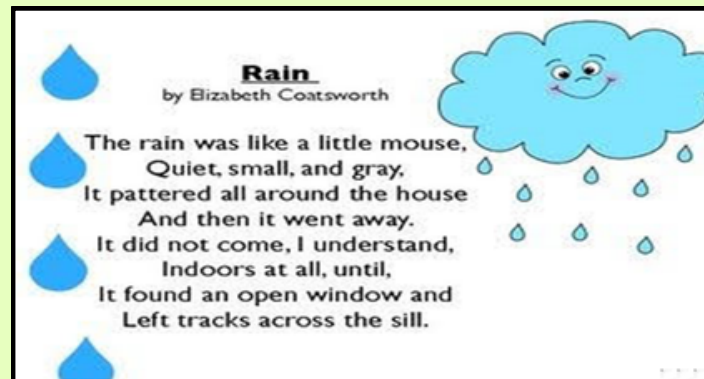 Rain
by Elizabeth Coatsworth
The rain was like a little mouse,
Quiet, small, and gray,
It pattered all around the house
And then it went away.
It did not come, I understand,
Indoors at all, until,
It found an open window and
Left tracks across the sill.